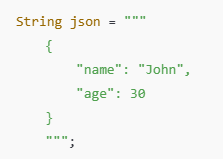 String json = """
    {
        "name": "John",
        "age": 30
    }
    """;